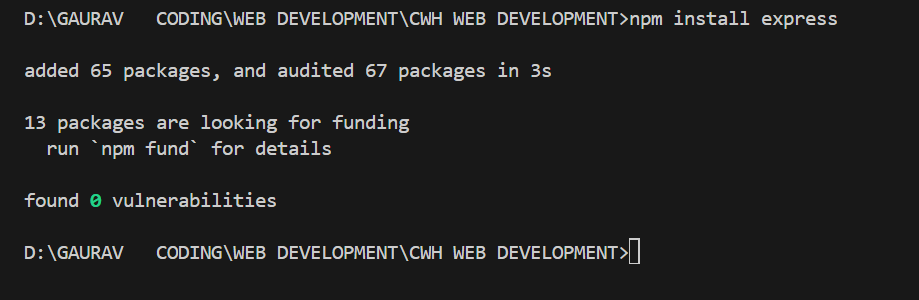 D:\GAURAV   CODING\WEB DEVELOPMENT\CWH WEB DEVELOPMENT>npm install express
added 65 packages, and audited 67 packages in 3s
13 packages are looking for funding
  run `npm fund` for details
found 0 vulnerabilities
D:\GAURAV   CODING\WEB DEVELOPMENT\CWH WEB DEVELOPMENT>